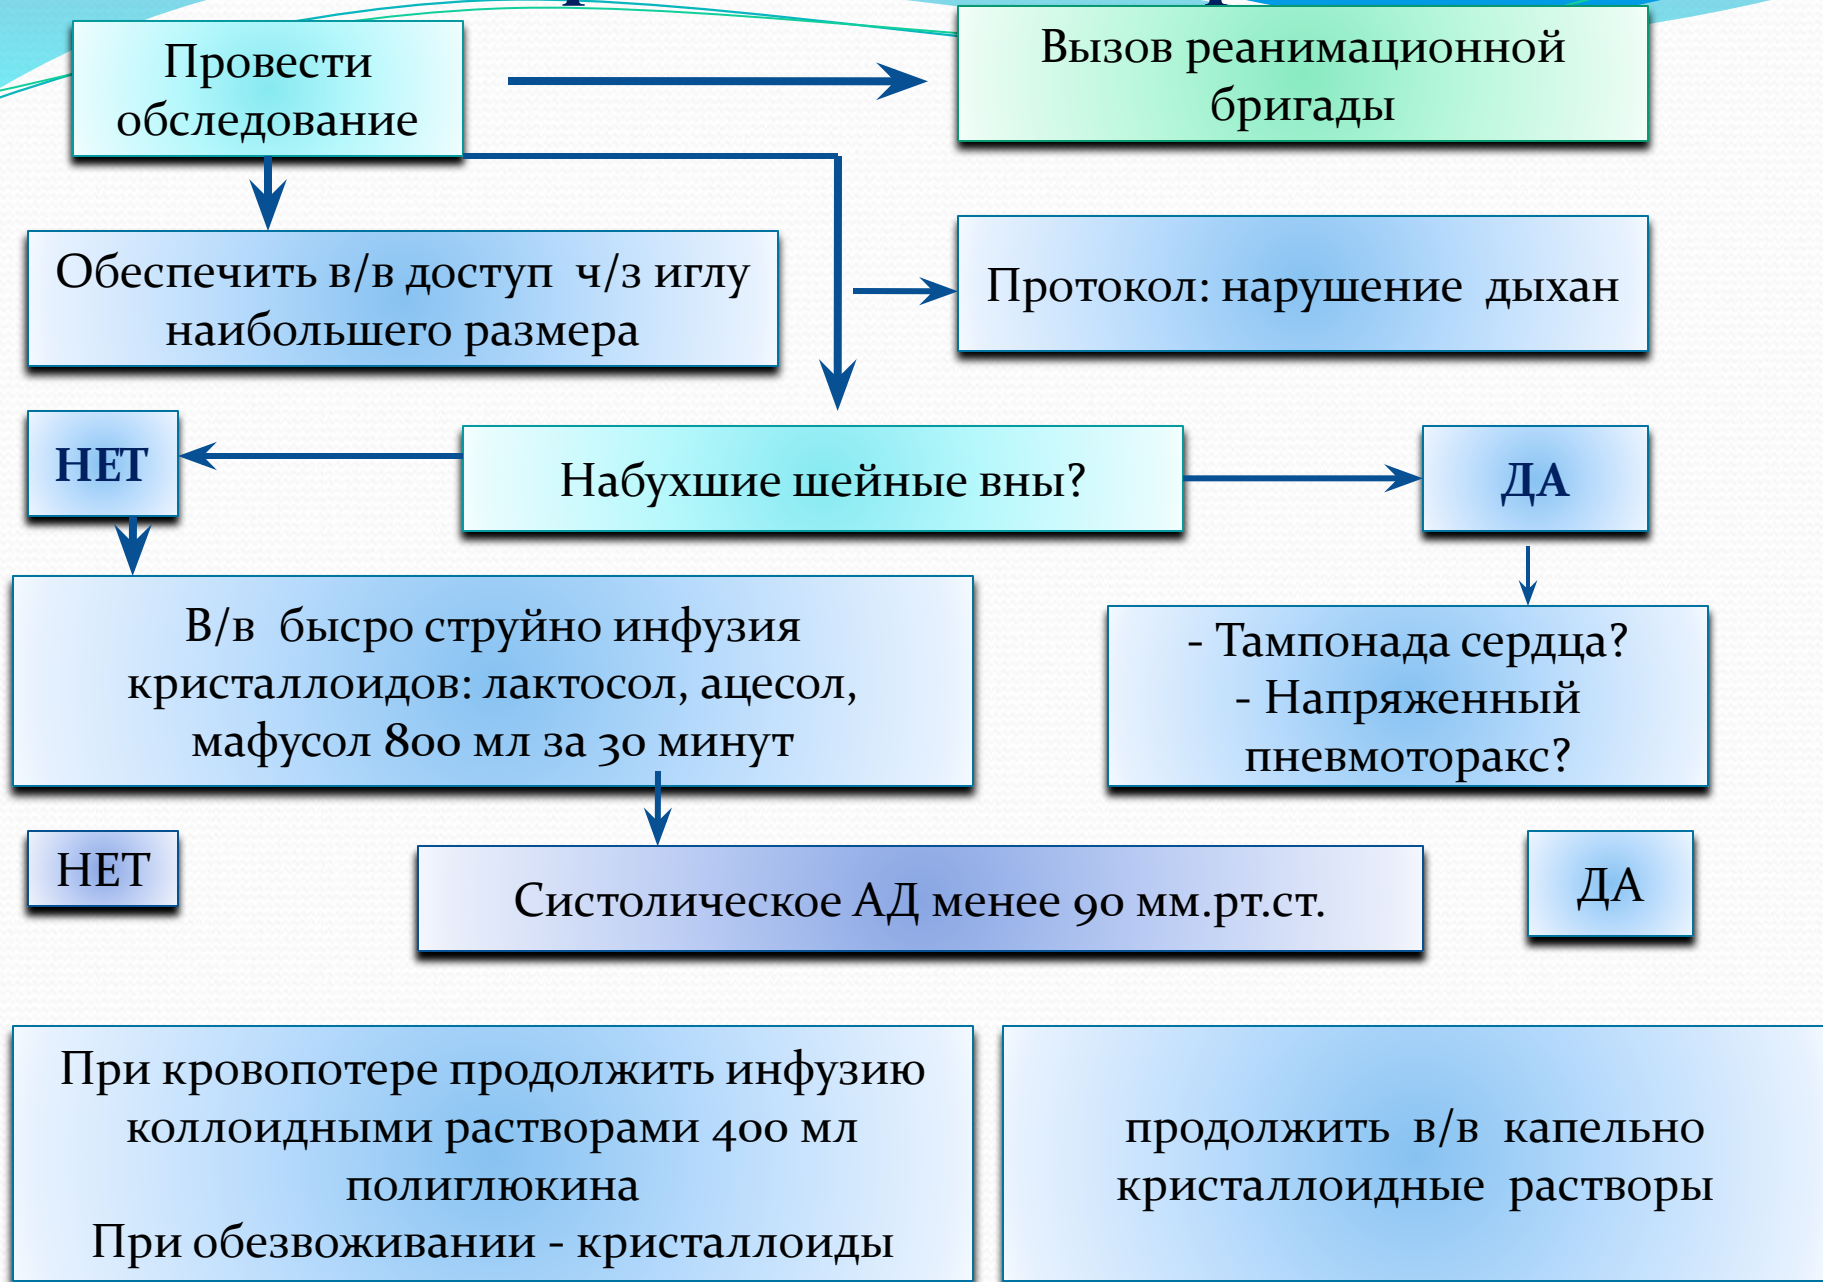 Провести
обследование
Вызов реанимационной
бригады
Обеспечить в/в доступ ч/з иглу
наибольшего размера
Протокол: нарушение дыхан
НЕТ
Набухшие шейные вны?
ДА
В/в бысро струйно инфузия
кристаллоидов: лактосол, ацесол,
мафусол 800 мл за 30 минут
- Тампонада сердца?
- Напряженный
пневмоторакс?
НЕТ
Систолическое АД менее 90 мм.рт.ст.
ДА
При кровопотере продолжить инфузию
коллоидными растворами 400 мл
полиглюкина
При обезвоживании - кристаллоиды
продолжить в/в капельно
кристаллоидные растворы